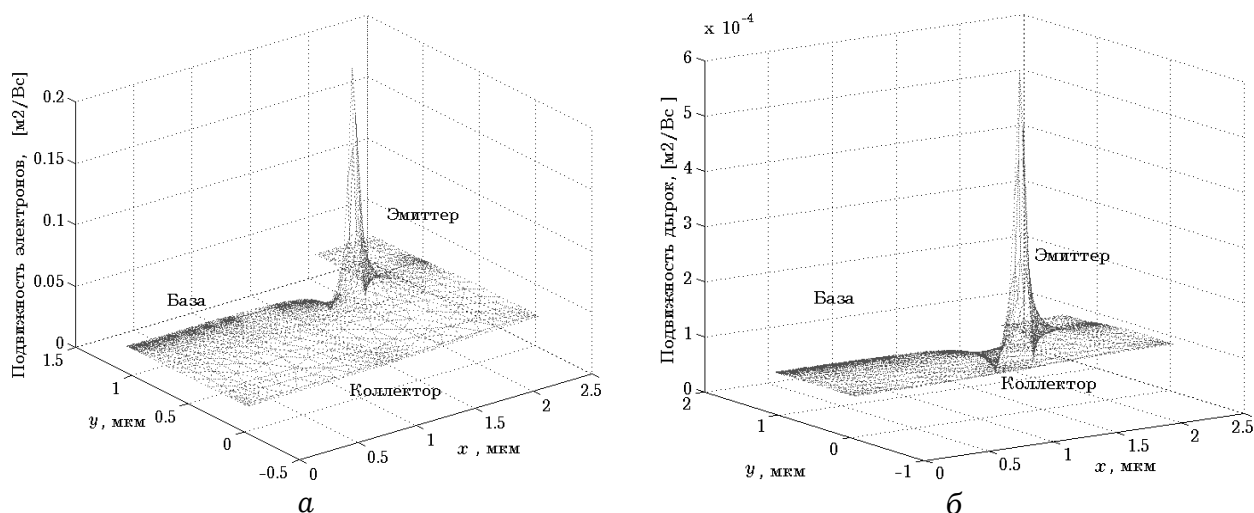 Подвижность электронов, [м2/Вс]
0.2
0.15
0.1
0.05
0
1.5
1
0.5
0
-0.5
y, мкм
0
0.5
1
1.5
2
2.5
x, мкм
База
Эмиттер
Коллектор
а
x 10⁻⁴
Подвижность дырок, [м2/Вс]
6
5
4
3
2
1
0
2
1
0
-1
y, мкм
0
0.5
1
1.5
2
2.5
x, мкм
База
Эмиттер
Коллектор
б